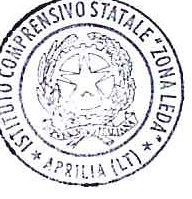 ISTITUTO COMPRENSIVO STATALE "ZONA LEDA"
* APRILIA (LT) *